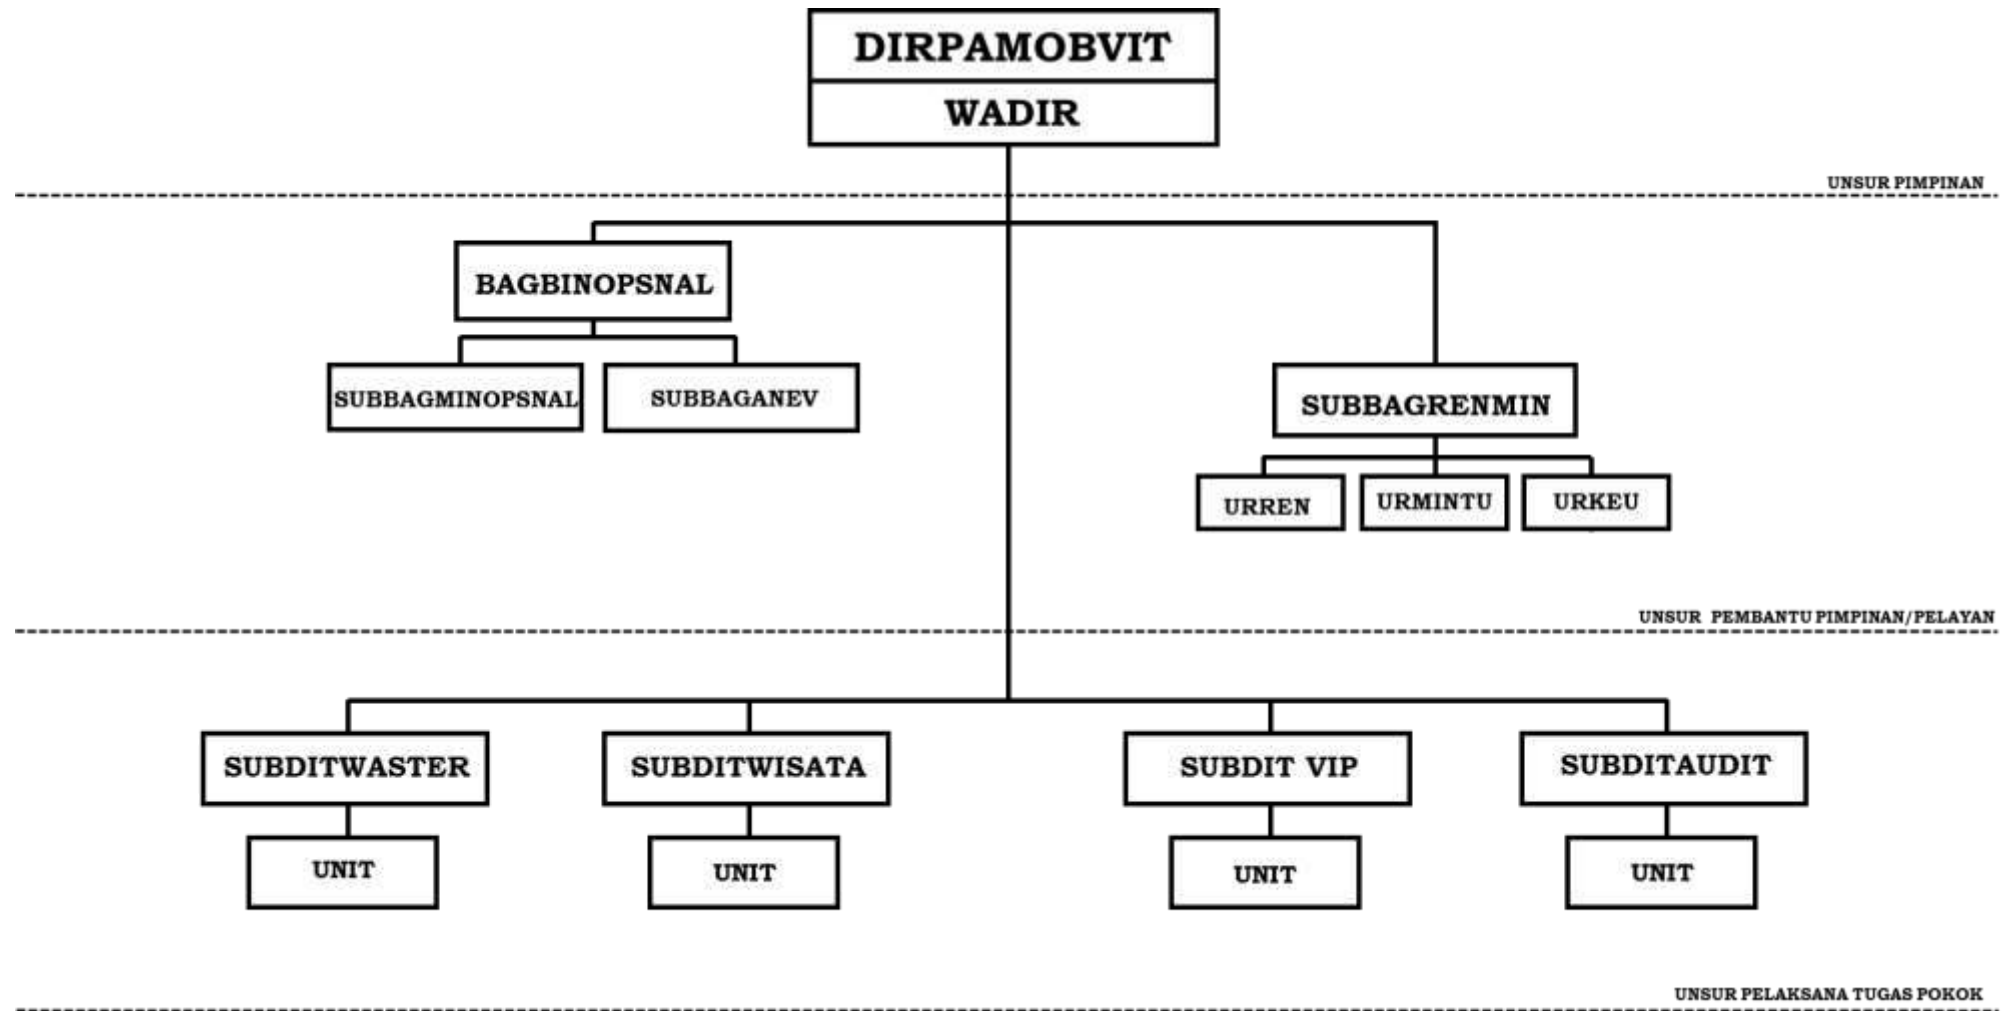 DIRPAMOBVIT
WADIR
UNSUR PIMPINAN
BAGBINOPSNAL
SUBBAGMINOPSNAL
SUBBAGANEV
SUBBAGRENMIN
URREN
URMINTU
URKEU
UNSUR PEMBANTU PIMPINAN/PELAYAN
SUBDITWASTER
SUBDITWISATA
SUBDIT VIP
SUBDITAUDIT
UNIT
UNIT
UNIT
UNIT
UNSUR PELAKSANA TUGAS POKOK